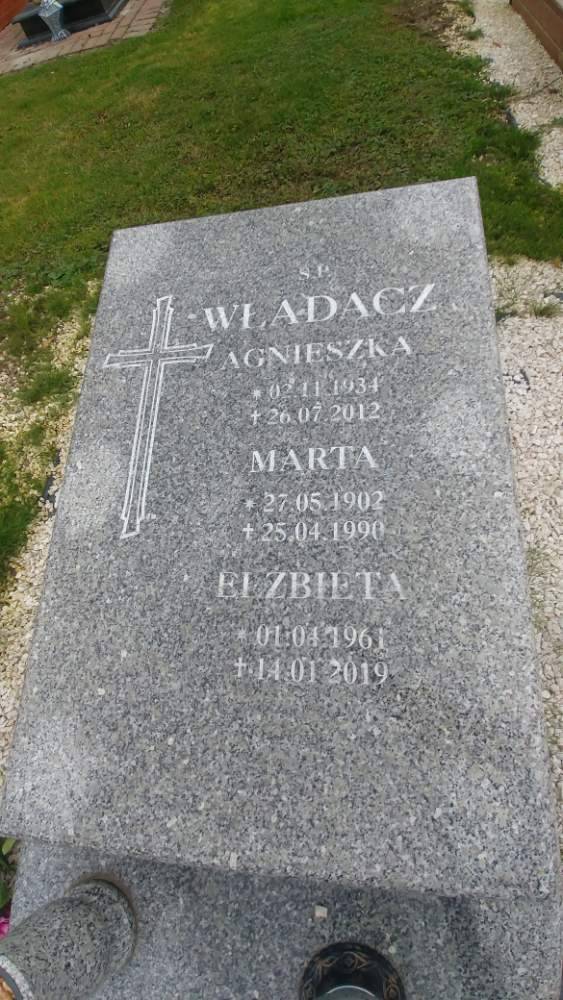 Ś.P.
WŁADACZ
AGNIESZKA
* 02.11.1934
+ 26.07.2012
MARTA
* 27.05.1902
+ 25.04.1990
ELŻBIETA
* 01.04.1961
+ 14.01.2019